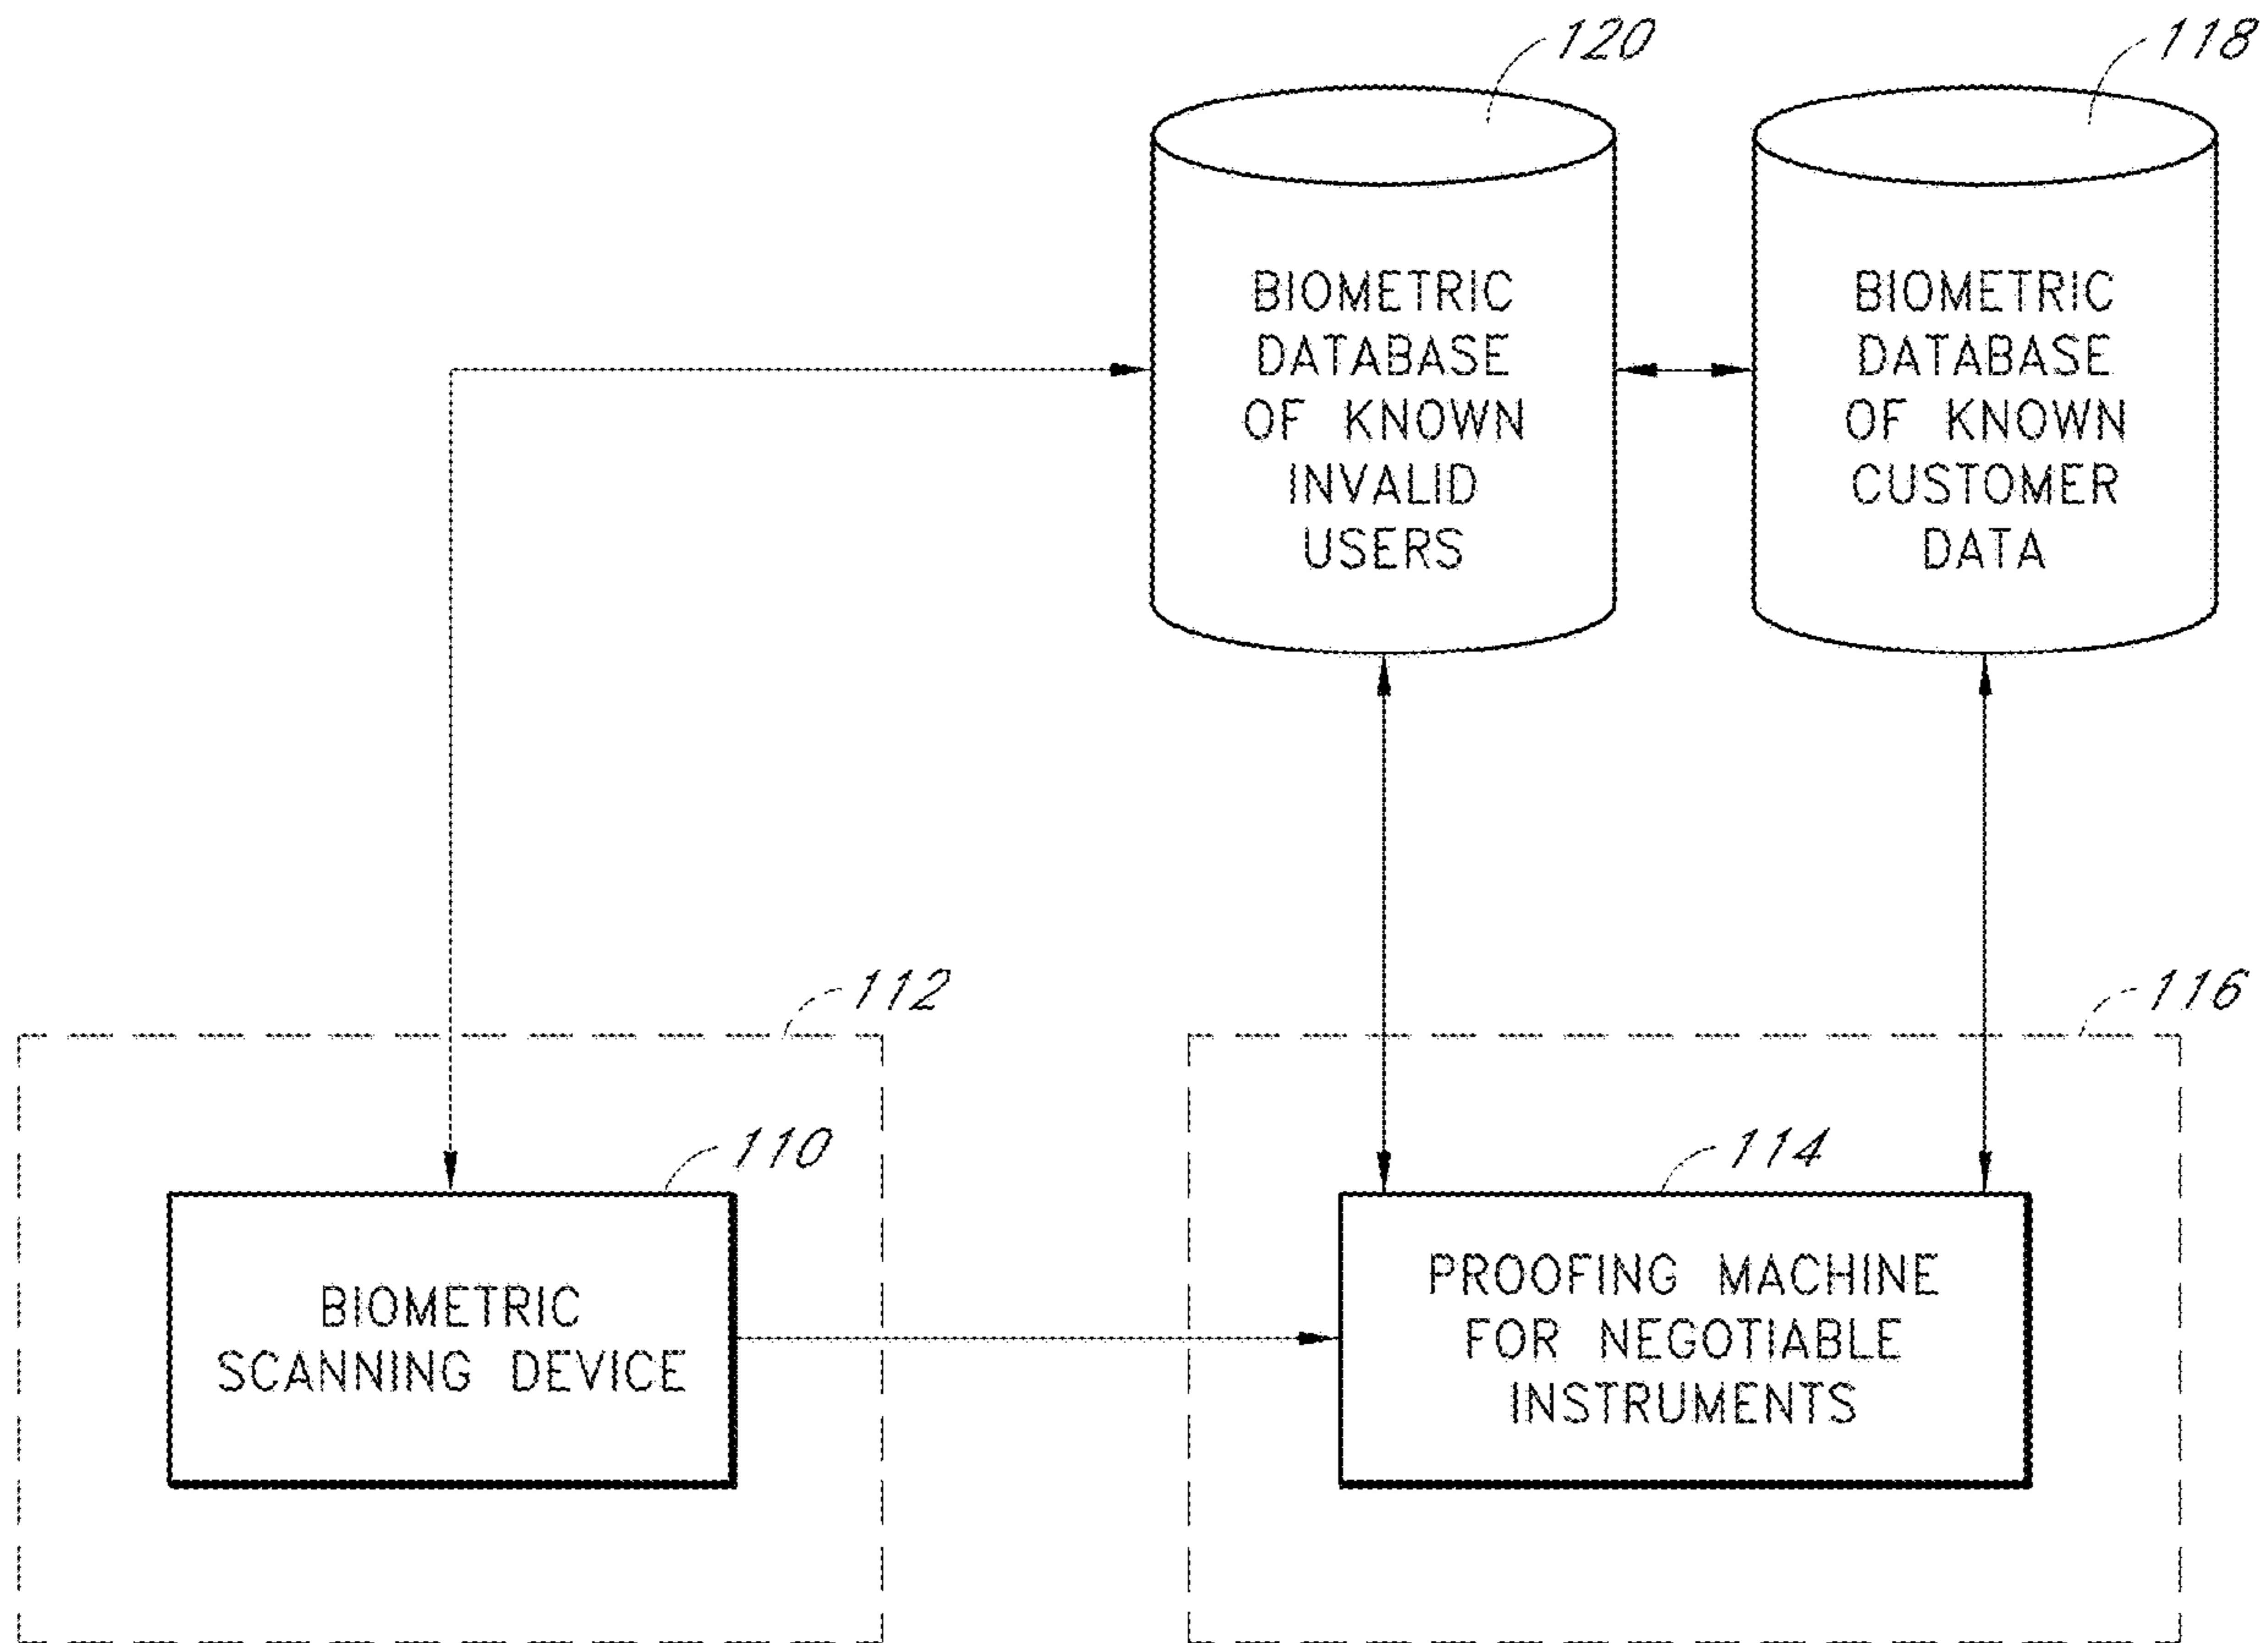 120
118
BIOMETRIC
DATABASE
OF KNOWN
INVALID
USERS
BIOMETRIC
DATABASE
OF KNOWN
CUSTOMER
DATA
112
116
110
114
BIOMETRIC
SCANNING DEVICE
PROOFING MACHINE
FOR NEGOTIABLE
INSTRUMENTS